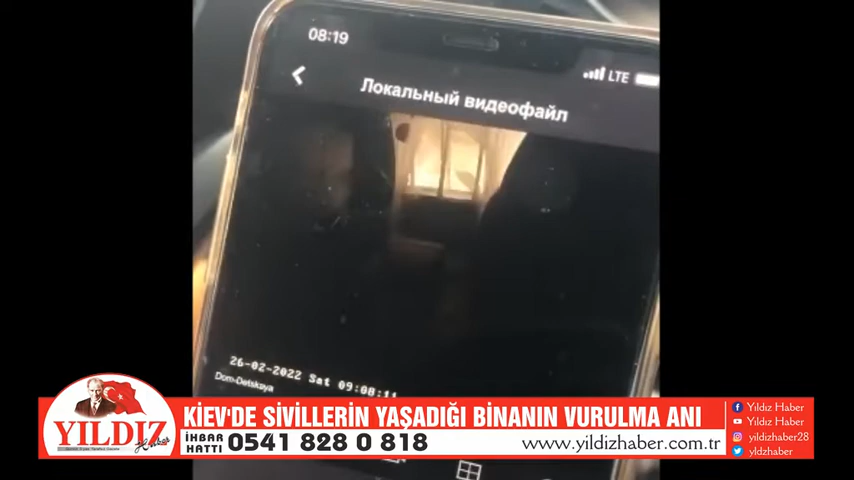 08:19
LTE
Локальный видеофайл
26-02-2022 Sat 09:08:11
Dom-Detskaya
YILDIZ
Haber
KİEV'DE SİVİLLERİN YAŞADIĞI BİNANIN VURULMA ANI
İHBAR HATTI 0541 828 0 818
www.yildizhaber.com.tr
Yıldız Haber
Yıldız Haber
yildizhaber28
yldzhaber